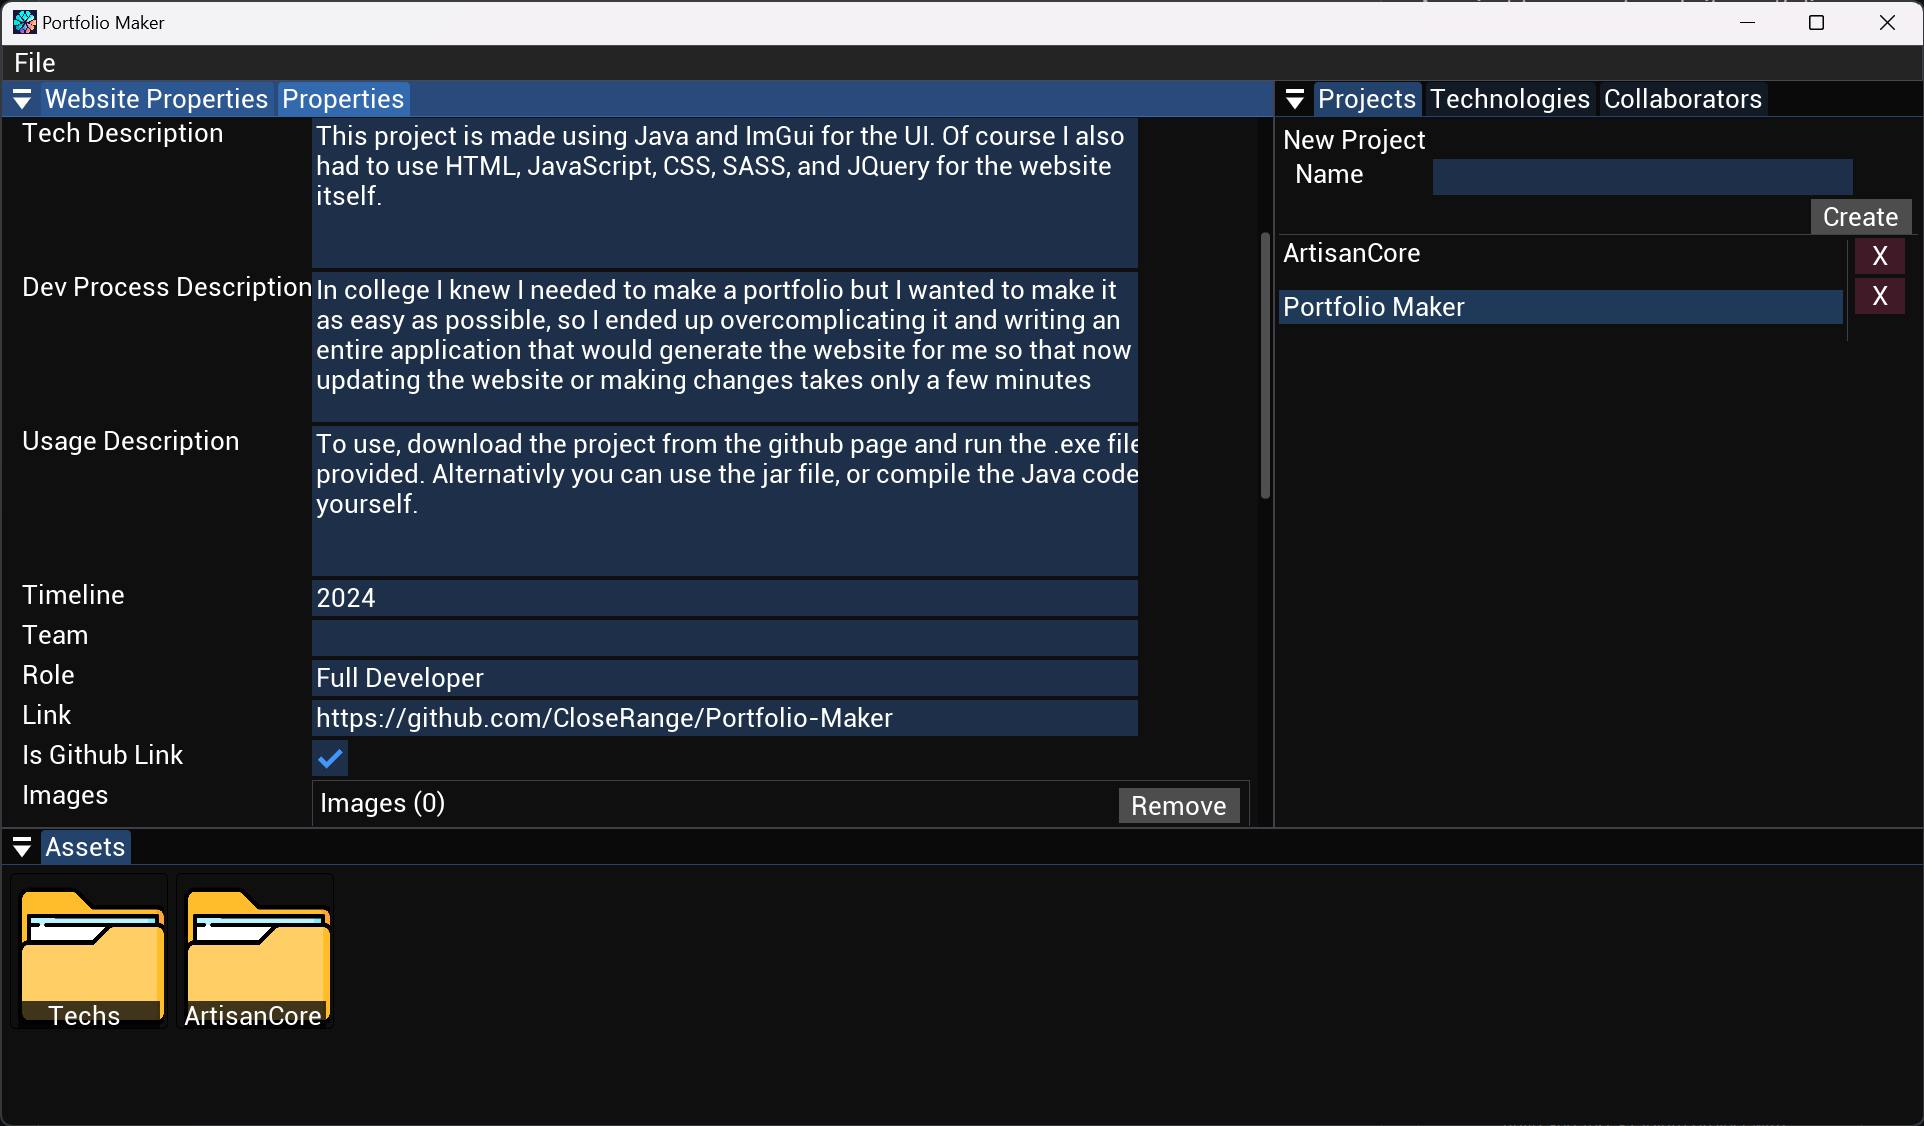 Portfolio Maker
File
Website Properties Properties
Tech Description
This project is made using Java and ImGui for the UI. Of course I also
had to use HTML, JavaScript, CSS, SASS, and JQuery for the website
itself.
Dev Process Description
In college I knew I needed to make a portfolio but I wanted to make it
as easy as possible, so I ended up overcomplicating it and writing an
entire application that would generate the website for me so that now
updating the website or making changes takes only a few minutes
Usage Description
To use, download the project from the github page and run the .exe file
provided. Alternativly you can use the jar file, or compile the Java code
yourself.
Timeline
2024
Team
Role
Full Developer
Link
https://github.com/CloseRange/Portfolio-Maker
Is Github Link
Images
Images (0)
Remove
Projects Technologies Collaborators
New Project
Name
Create
ArtisanCore
X
Portfolio Maker
X
Assets
Techs
ArtisanCore